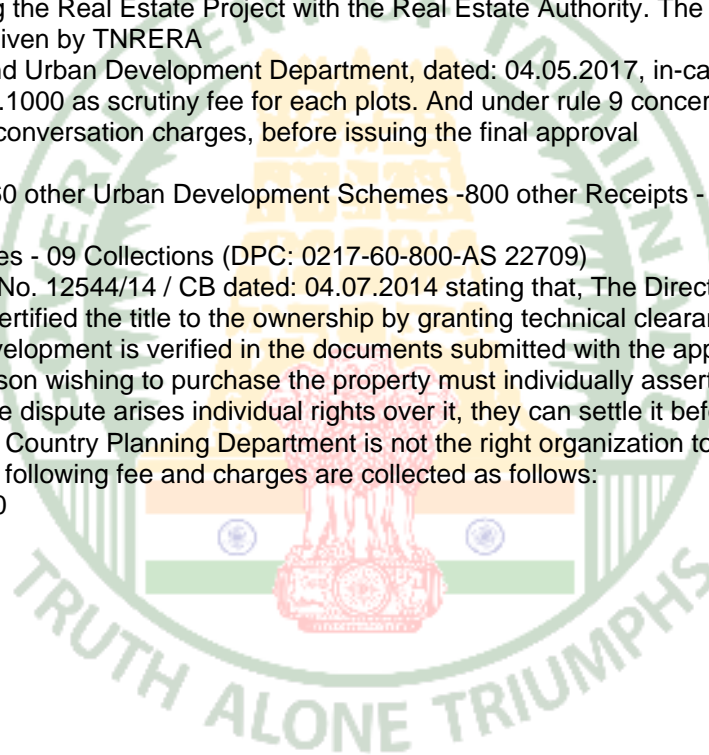 g the Real Estate Project with the Real Estate Authority. The
iven by TNRERA
nd Urban Development Department, dated: 04.05.2017, in-ca
.1000 as scrutiny fee for each plots. And under rule 9 concer
conversation charges, before issuing the final approval
60 other Urban Development Schemes -800 other Receipts -
es - 09 Collections (DPC: 0217-60-800-AS 22709)
No. 12544/14 / CB dated: 04.07.2014 stating that, The Direct
ertified the title to the ownership by granting technical clearan
velopment is verified in the documents submitted with the app
son wishing to purchase the property must individually assert
e dispute arises individual rights over it, they can settle it befo
Country Planning Department is not the right organization to
following fee and charges are collected as follows:
0
GOVERNMENT OF TAMIL NADU
TRUTH ALONE TRIUMPHS